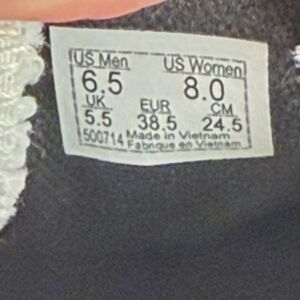 US Men US Women
6.5 8.0
UK EUR CM
5.5 38.5 24.5
500714 Made in Vietnam
Fabrique en Vietnam